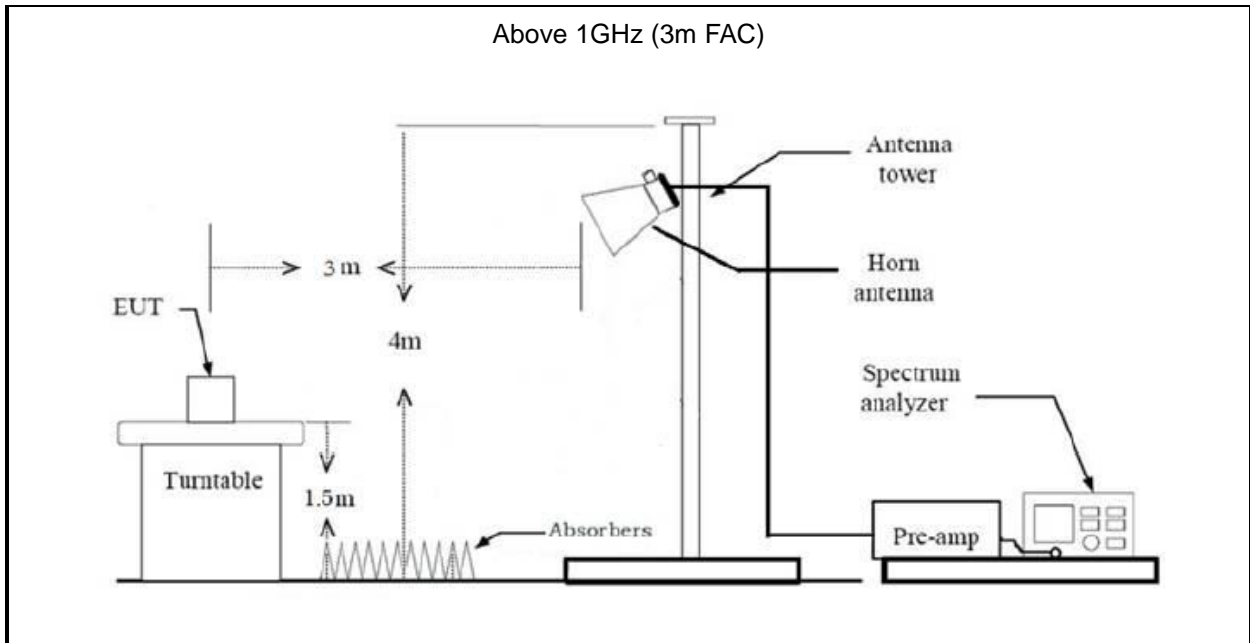 Above 1GHz (3m FAC)
Antenna
tower
3 m
Horn
antenna
EUT
4m
Spectrum
analyzer
Turntable
1.5m
Absorbers
Pre-amp